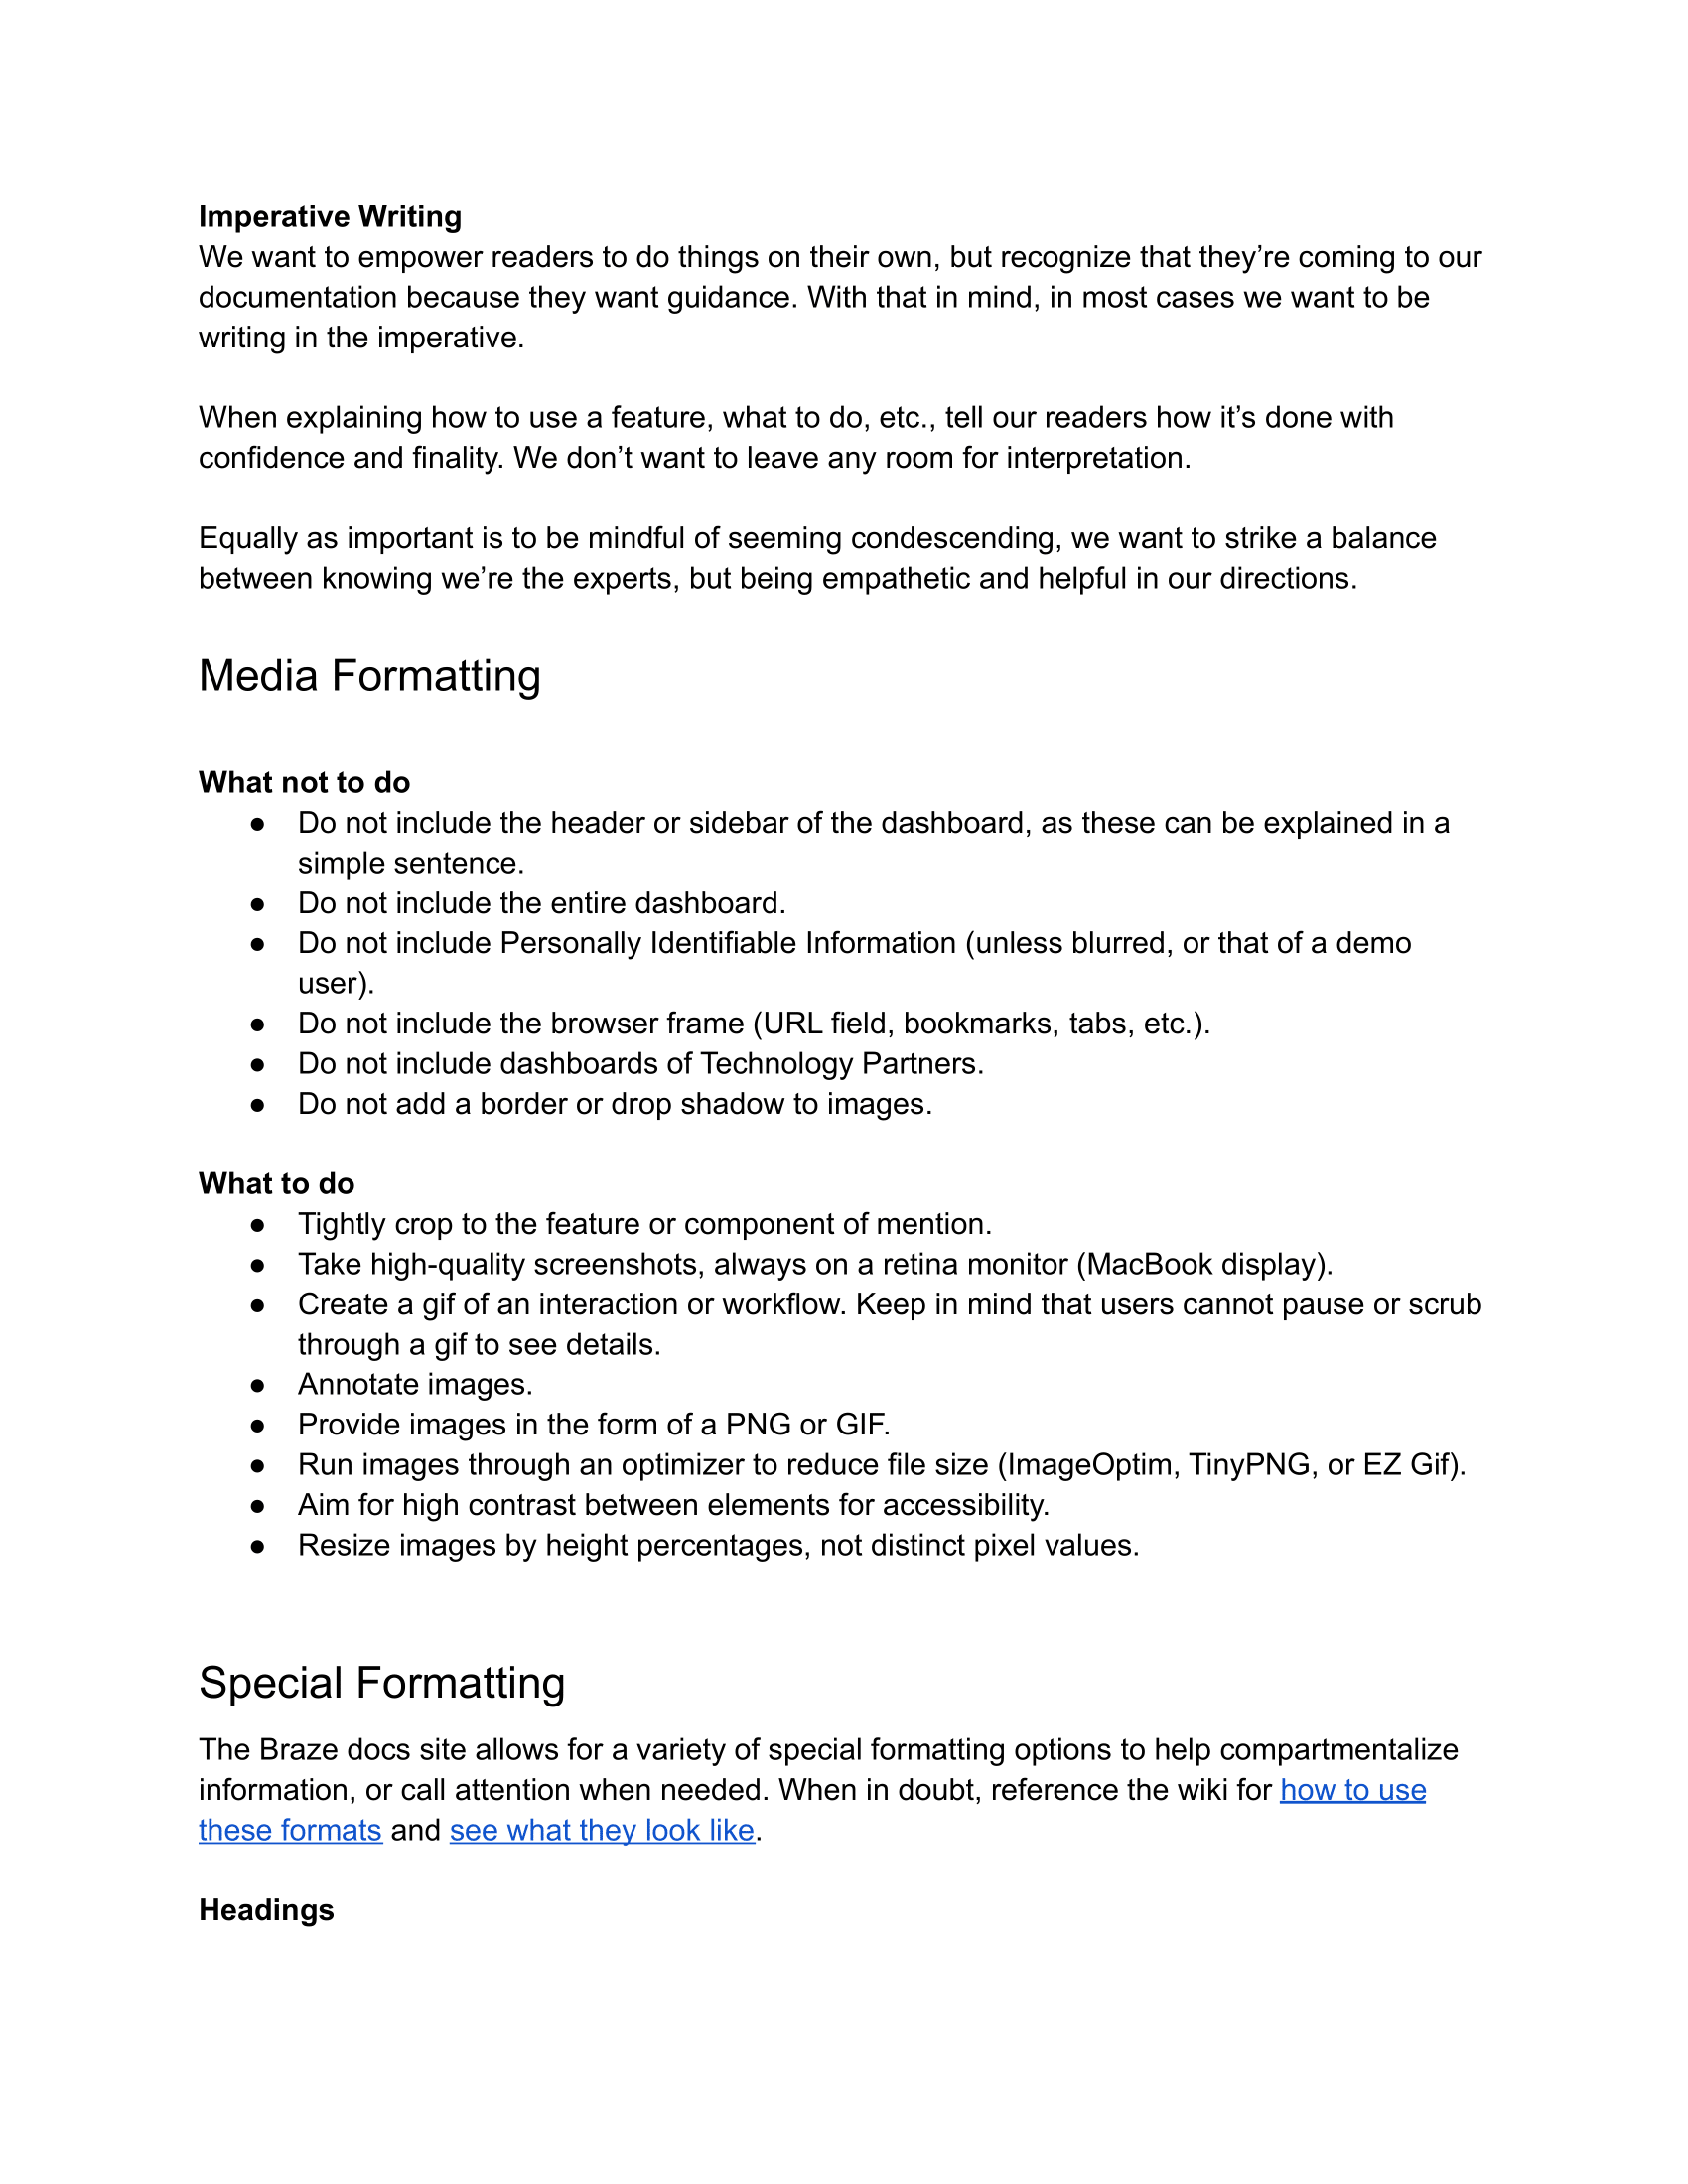 Imperative Writing
We want to empower readers to do things on their own, but recognize that they’re coming to our
documentation because they want guidance. With that in mind, in most cases we want to be
writing in the imperative.
When explaining how to use a feature, what to do, etc., tell our readers how it’s done with
confidence and finality. We don’t want to leave any room for interpretation.
Equally as important is to be mindful of seeming condescending, we want to strike a balance
between knowing we’re the experts, but being empathetic and helpful in our directions.
Media Formatting
What not to do
● Do not include the header or sidebar of the dashboard, as these can be explained in a
simple sentence.
● Do not include the entire dashboard.
● Do not include Personally Identifiable Information (unless blurred, or that of a demo
user).
● Do not include the browser frame (URL field, bookmarks, tabs, etc.).
● Do not include dashboards of Technology Partners.
● Do not add a border or drop shadow to images.
What to do
● Tightly crop to the feature or component of mention.
● Take high-quality screenshots, always on a retina monitor (MacBook display).
● Create a gif of an interaction or workflow. Keep in mind that users cannot pause or scrub
through a gif to see details.
● Annotate images.
● Provide images in the form of a PNG or GIF.
● Run images through an optimizer to reduce file size (ImageOptim, TinyPNG, or EZ Gif).
● Aim for high contrast between elements for accessibility.
● Resize images by height percentages, not distinct pixel values.
Special Formatting
The Braze docs site allows for a variety of special formatting options to help compartmentalize
information, or call attention when needed. When in doubt, reference the wiki for how to use
these formats and see what they look like.
Headings